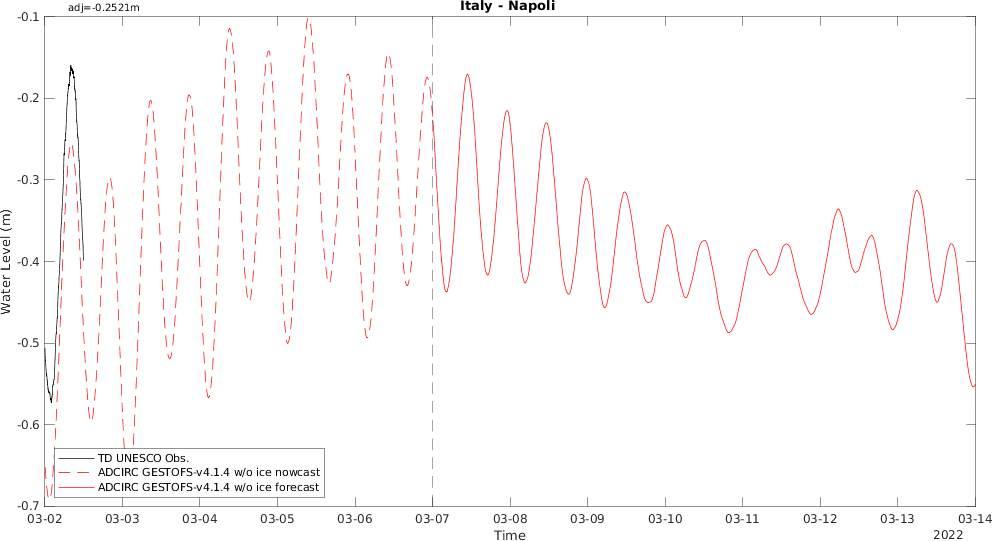 adj=-0.2521m
Italy - Napoli
-0.1
-0.2
-0.3
-0.4
-0.5
-0.6
-0.7
Water Level (m)
TD UNESCO Obs.
ADCIRC GESTOFS-v4.1.4 w/o ice nowcast
ADCIRC GESTOFS-v4.1.4 w/o ice forecast
03-02 03-03 03-04 03-05 03-06 03-07 03-08 03-09 03-10 03-11 03-12 03-13 03-14
Time
2022